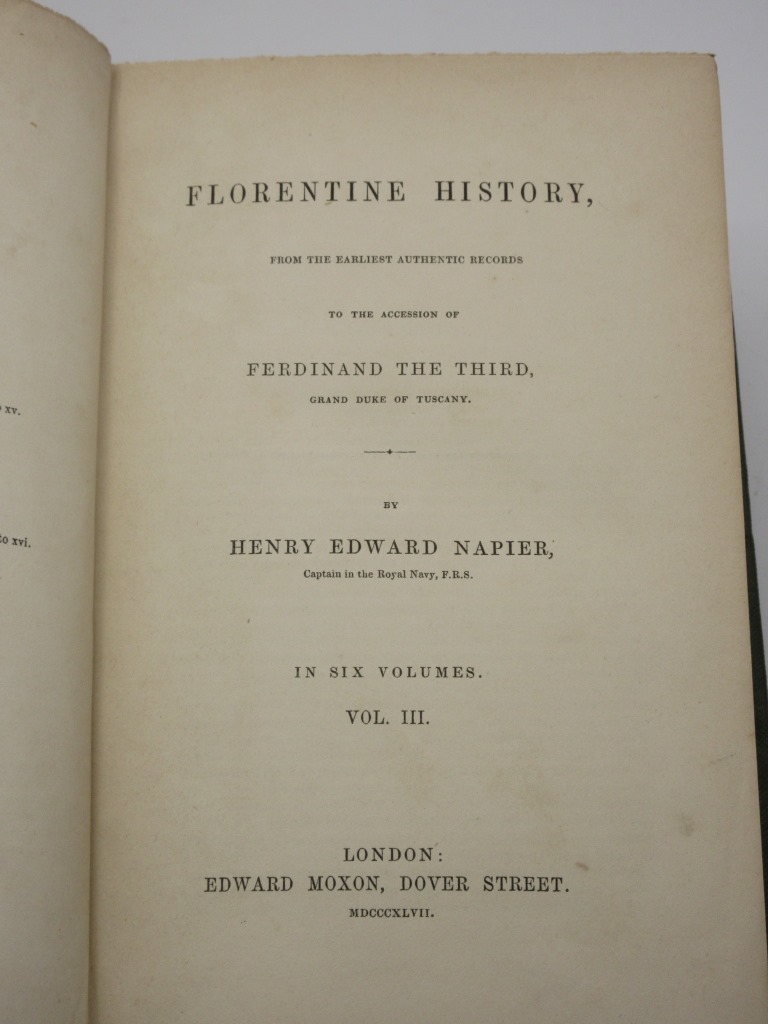 xv.
to xvi.
FLORENTINE HISTORY,
FROM THE EARLIEST AUTHENTIC RECORDS
TO THE ACCESSION OF
FERDINAND THE THIRD,
GRAND DUKE OF TUSCANY.
BY
HENRY EDWARD NAPIER,
Captain in the Royal Navy, F.R.S.
IN SIX VOLUMES.
VOL. III.
LONDON:
EDWARD MOXON, DOVER STREET.
MDCCCXLVII.